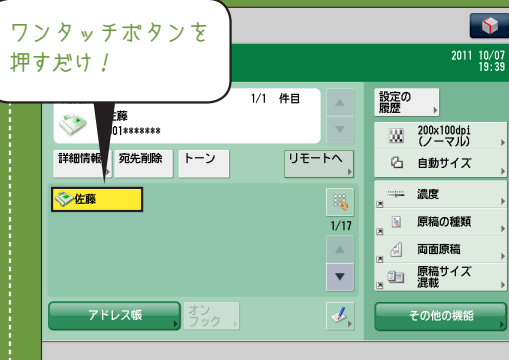 ワンタッチボタンを
押すだけ!
2011 10/07
19:39
1/1 件目
藤
01*******
詳細情報
宛先削除
トーン
リモートへ
佐藤
1/17
アドレス帳
オン
フック
設定の
履歴
200x100dpi
(ノーマル)
自動サイズ
濃度
原稿の種類
両面原稿
原稿サイズ
混載
その他の機能